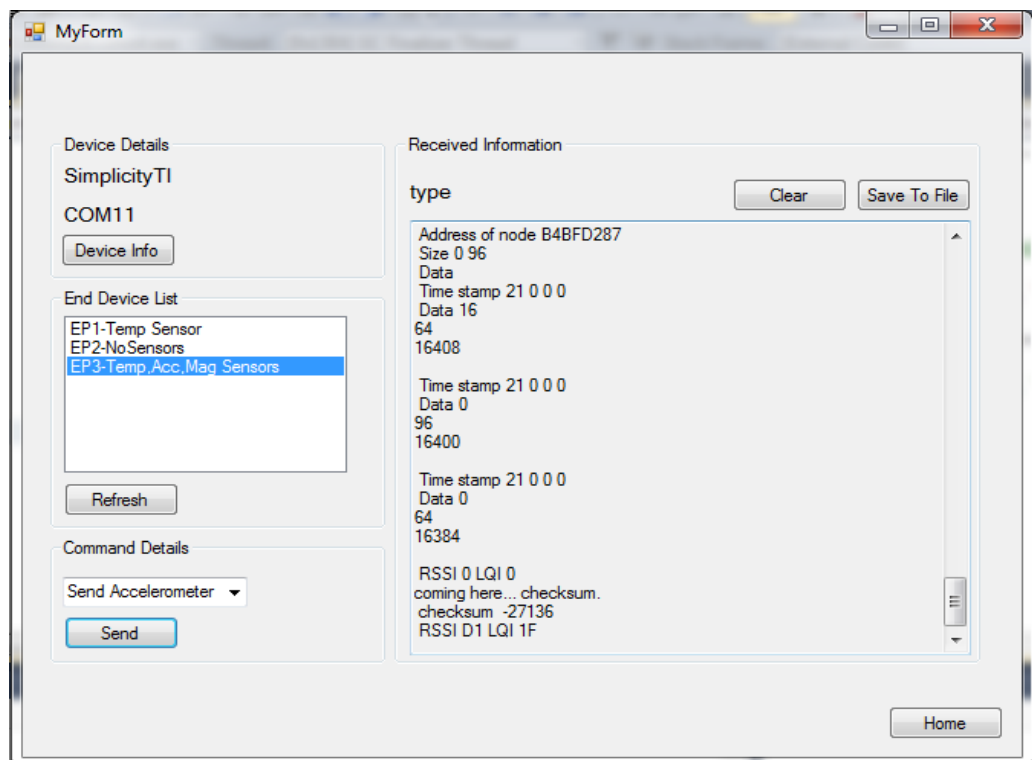 MyForm
Device Details
SimplicityTI
COM11
Device Info
End Device List
EP1-Temp Sensor
EP2-NoSensors
EP3-Temp,Acc,Mag Sensors
Refresh
Command Details
Send Accelerometer
Send
Received Information
type
Clear
Save To File
Address of node B4BFD287
Size 0 96
Data
Time stamp 21 0 0 0
Data 16
64
16408
Time stamp 21 0 0 0
Data 0
96
16400
Time stamp 21 0 0 0
Data 0
64
16384
RSSI 0 LQI 0
coming here... checksum.
checksum -27136
RSSI D1 LQI 1F
Home